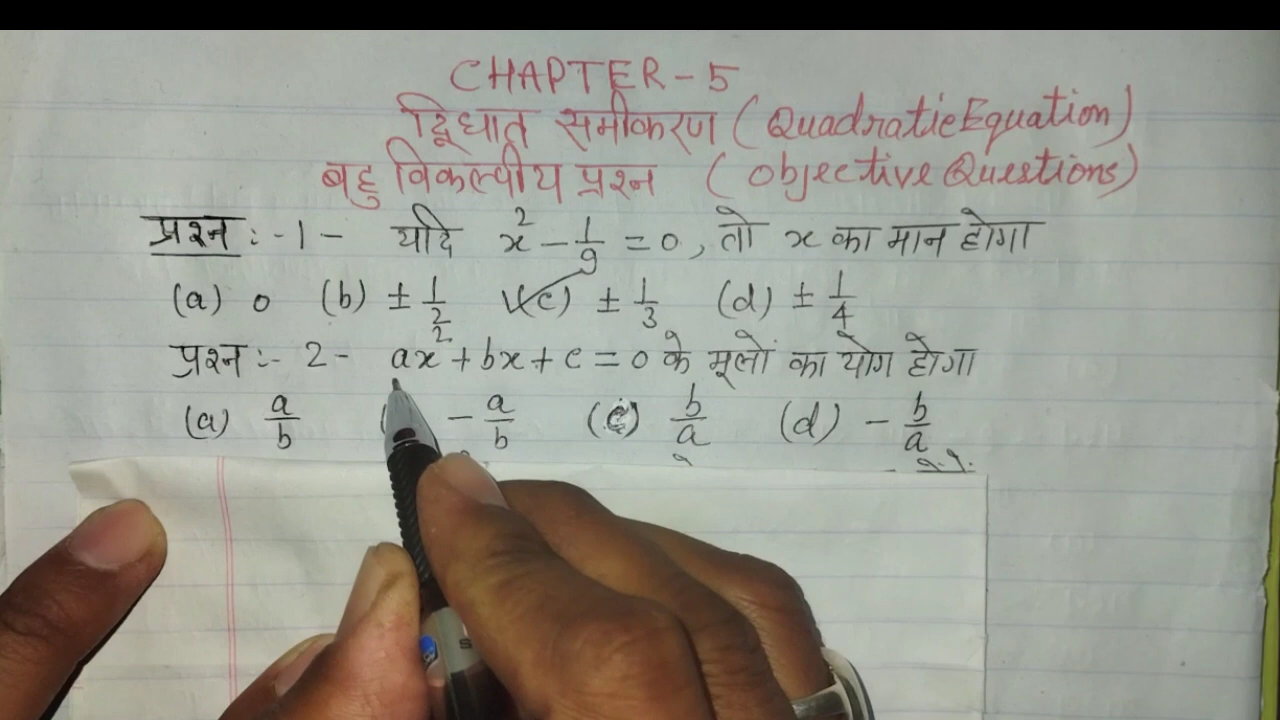 CHAPTER - 5
द्विघात समीकरण ( Quadratic Equation )
बहु विकल्पीय प्रश्न ( Objective Questions )
प्रश्न :- 1 - यदि x² - 1/9 = 0, तो x का मान होगा
(a) 0 (b) ± 1/2 (c) ± 1/3 (d) ± 1/4
प्रश्न :- 2 - ax² + bx + c = 0 के मूलों का योग होगा
(a) a/b ( - a/b (c) b/a (d) - b/a